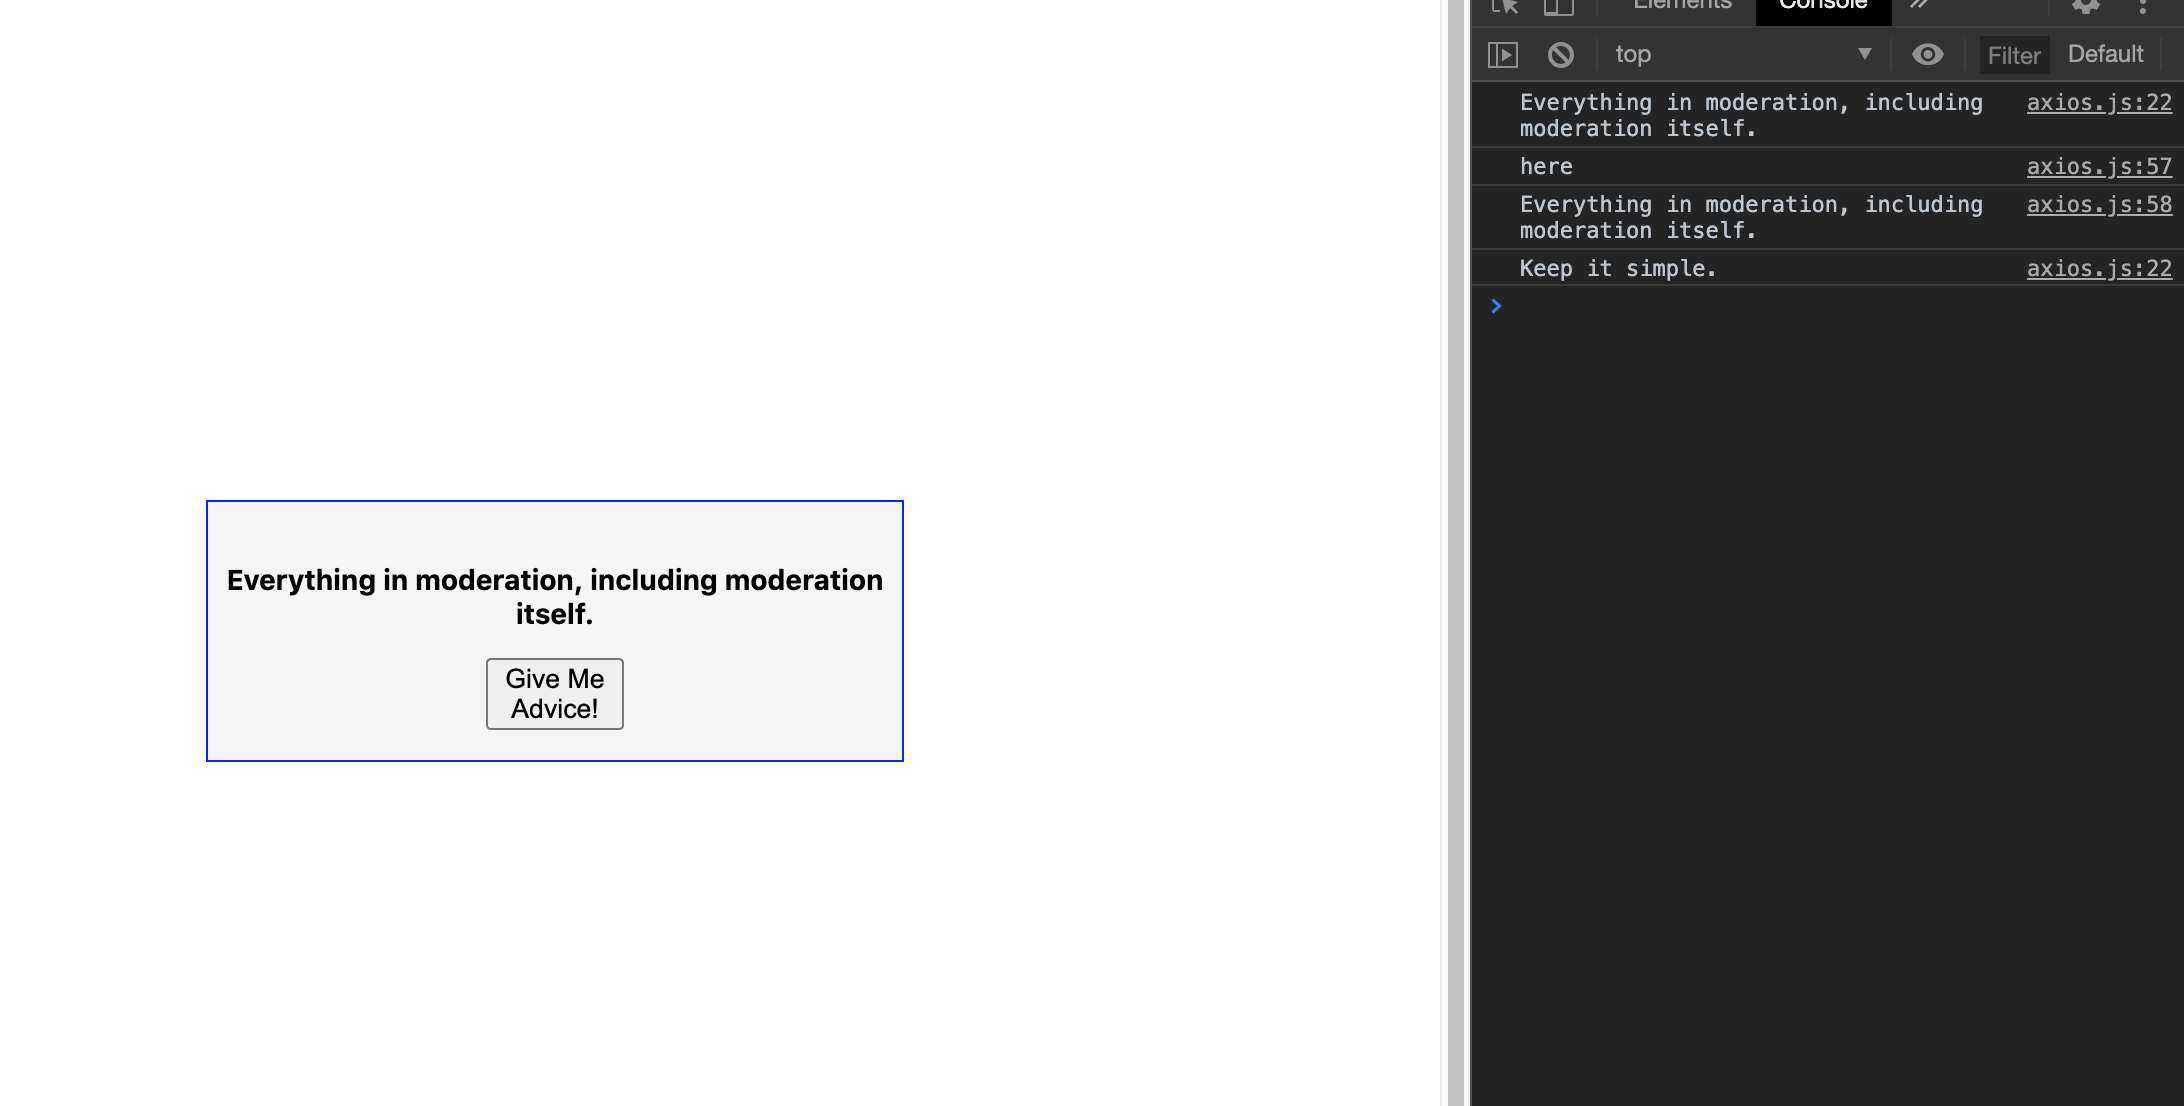 Everything in moderation, including moderation
itself.
Give Me
Advice!
Elements Console
top Filter Default
Everything in moderation, including axios.js:22
moderation itself.
here axios.js:57
Everything in moderation, including axios.js:58
moderation itself.
Keep it simple. axios.js:22